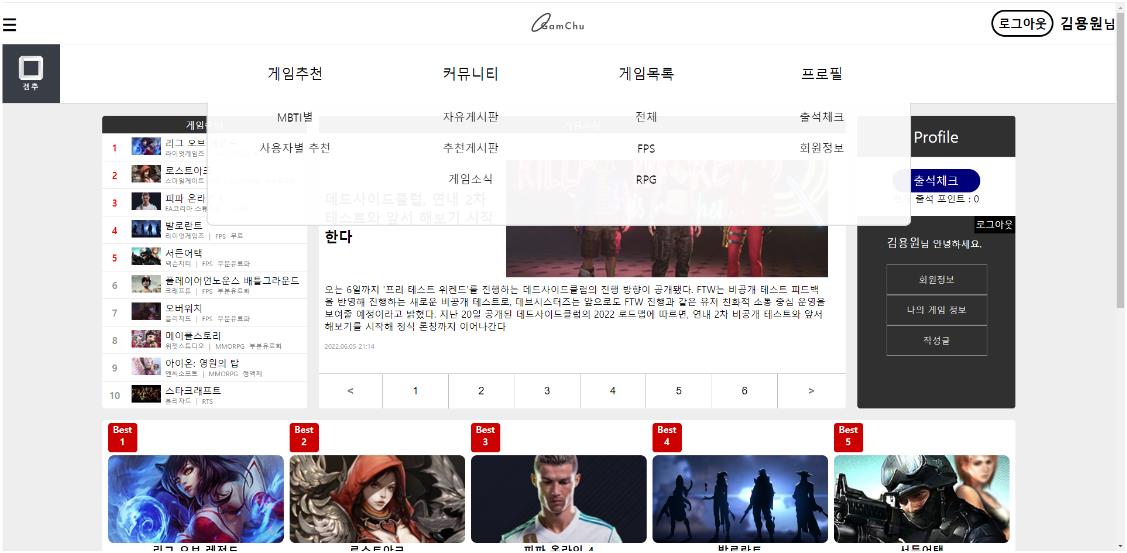 GamChu
로그아웃 김용원님
겜추
게임추천 커뮤니티 게임목록 프로필
MBTI별 자유게시판 전체 출석체크
사용자별 추천 추천게시판 FPS 회원정보
게임소식 RPG
1 리그 오브
라이엇게임즈
2 로스트아크
스마일게이트
3 피파 온라인
EA코리아
4 발로란트
라이엇게임즈 | FPS 무료
5 서든어택
넥슨지티 | FPS 부분유료화
6 플레이어언노운스 배틀그라운드
크래프톤 | FPS 부분유료화
7 오버워치
블리자드 | FPS 부분유료화
8 메이플스토리
위젯스튜디오 | MMORPG 부분유료화
9 아이온: 영원의 탑
엔씨소프트 | MMORPG 정액제
10 스타크래프트
블리자드 | RTS
데드사이드클럽, 연내 2차
테스트와 앞서 해보기 시작
한다
오는 6일까지 '프리 테스트 위켄드'를 진행하는 데드사이드클럽의 진행 방향이 공개됐다. FTW는 비공개 테스트 피드백
을 반영해 진행하는 새로운 비공개 테스트로, 데브시스터즈는 앞으로도 FTW 진행과 같은 유저 친화적 소통 중심 운영을
보여줄 예정이라고 밝혔다. 지난 20일 공개된 데드사이드클럽의 2022 로드맵에 따르면, 연내 2차 비공개 테스트와 앞서
해보기를 시작해 정식 론칭까지 이어나간다
2022.06.05 21:14
< 1 2 3 4 5 6 >
Profile
출석체크
출석 포인트 : 0
로그아웃
김용원님 안녕하세요.
회원정보
나의 게임 정보
작성글
Best 1
Best 2
Best 3
Best 4
Best 5
리그 오브 레전드 로스트아크 피파 온라인 4 발로란트 서든어택